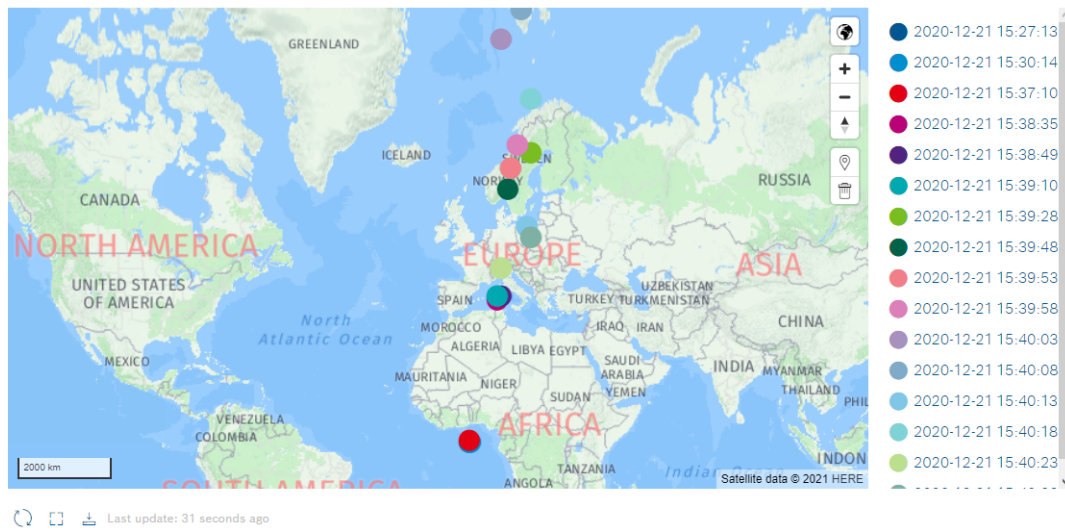 GREENLAND
ICELAND
SWEDEN
NORWAY
RUSSIA
CANADA
NORTH AMERICA
EUROPE
ASIA
UNITED STATES
OF AMERICA
UZBEKISTAN
SPAIN
TURKEY
TURKMENISTAN
North
Atlantic Ocean
CHINA
MOROCCO
IRAQ
IRAN
ALGERIA
LIBYA
EGYPT
MEXICO
SAUDI
ARABIA
INDIA
MYANMAR
MAURITANIA
NIGER
THAILAND
SUDAN
YEMEN
PHIL
VENEZUELA
AFRICA
COLOMBIA
INDON
2000 km
TANZANIA
Indian Ocean
ANGOLA
SOUTH AMERICA
Satellite data © 2021 HERE
2020-12-21 15:27:13
2020-12-21 15:30:14
2020-12-21 15:37:10
2020-12-21 15:38:35
2020-12-21 15:38:49
2020-12-21 15:39:10
2020-12-21 15:39:28
2020-12-21 15:39:48
2020-12-21 15:39:53
2020-12-21 15:39:58
2020-12-21 15:40:03
2020-12-21 15:40:08
2020-12-21 15:40:13
2020-12-21 15:40:18
2020-12-21 15:40:23
Last update: 31 seconds ago